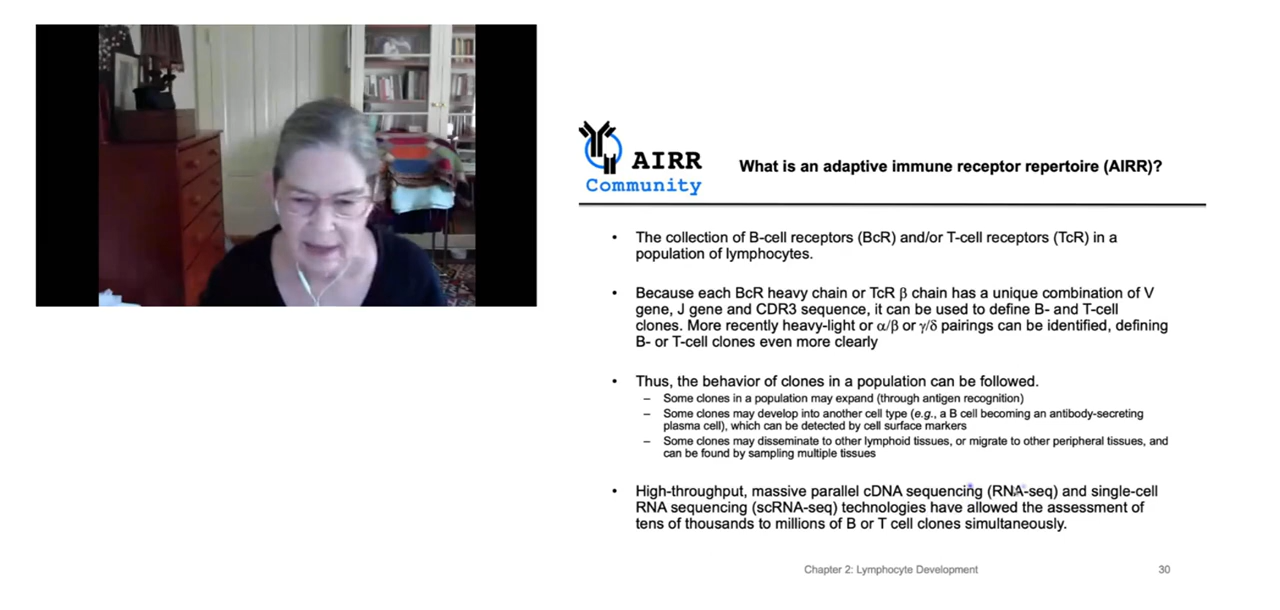 AIRR
Community
What is an adaptive immune receptor repertoire (AIRR)?
• The collection of B-cell receptors (BcR) and/or T-cell receptors (TcR) in a
population of lymphocytes.
• Because each BcR heavy chain or TcR β chain has a unique combination of V
gene, J gene and CDR3 sequence, it can be used to define B- and T-cell
clones. More recently heavy-light or α/β or γ/δ pairings can be identified, defining
B- or T-cell clones even more clearly
• Thus, the behavior of clones in a population can be followed.
– Some clones in a population may expand (through antigen recognition)
– Some clones may develop into another cell type (e.g., a B cell becoming an antibody-secreting
plasma cell), which can be detected by cell surface markers
– Some clones may disseminate to other lymphoid tissues, or migrate to other peripheral tissues, and
can be found by sampling multiple tissues
• High-throughput, massive parallel cDNA sequencing (RNA-seq) and single-cell
RNA sequencing (scRNA-seq) technologies have allowed the assessment of
tens of thousands to millions of B or T cell clones simultaneously.
Chapter 2: Lymphocyte Development 30